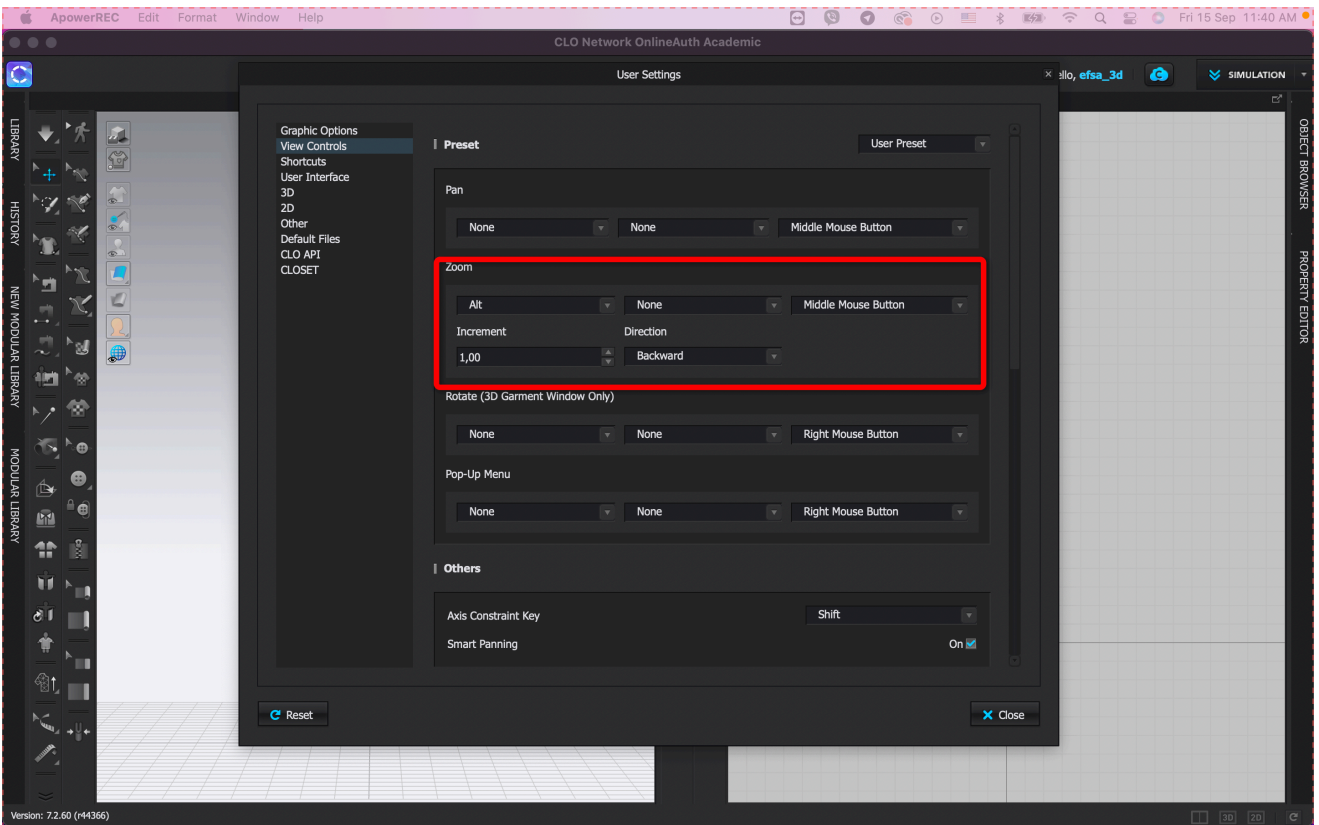 ApowerREC Edit Format Window Help Fri 15 Sep 11:40 AM
CLO Network OnlineAuth Academic
User Settings
ello, efsa_3d
SIMULATION
LIBRARY
HISTORY
NEW MODULAR LIBRARY
MODULAR LIBRARY
Graphic Options
View Controls
Shortcuts
User Interface
3D
2D
Other
Default Files
CLO API
CLOSET
Preset User Preset
Pan
None None Middle Mouse Button
Zoom
Alt None Middle Mouse Button
Increment Direction
1,00 Backward
Rotate (3D Garment Window Only)
None None Right Mouse Button
Pop-Up Menu
None None Right Mouse Button
Others
Axis Constraint Key Shift
Smart Panning On
Reset Close
OBJECT BROWSER
PROPERTY EDITOR
Version: 7.2.60 (r44366)
3D 2D